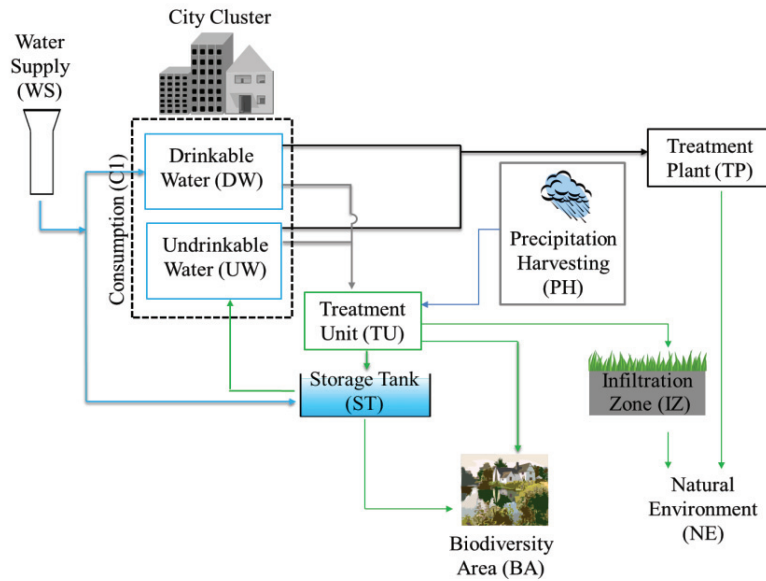 City Cluster
Water
Supply
(WS)
Consumption (C1)
Drinkable
Water (DW)
Undrinkable
Water (UW)
Treatment
Plant (TP)
Precipitation
Harvesting
(PH)
Treatment
Unit (TU)
Storage Tank
(ST)
Infiltration
Zone (IZ)
Biodiversity
Area (BA)
Natural
Environment
(NE)